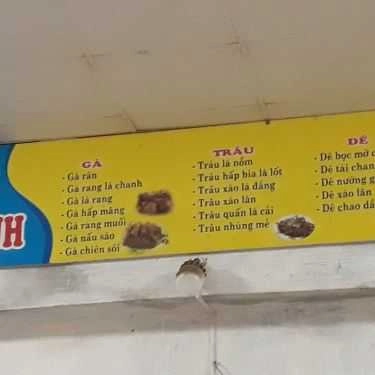 GÀ
- Gà rán
- Gà rang lá chanh
- Gà lá rang
- Gà hấp măng
- Gà rang muối
- Gà nấu sáo
- Gà chiên sói
TRÂU
- Trâu lá nồm
- Trâu hấp bia lá lốt
- Trâu xào lá đắng
- Trâu xào lăn
- Trâu quấn lá cải
- Trâu nhúng mẻ
DÊ
- Dê bọc mỡ
- Dê tái chan
- Dê nướng
- Dê xào lăn
- Dê chao
NH